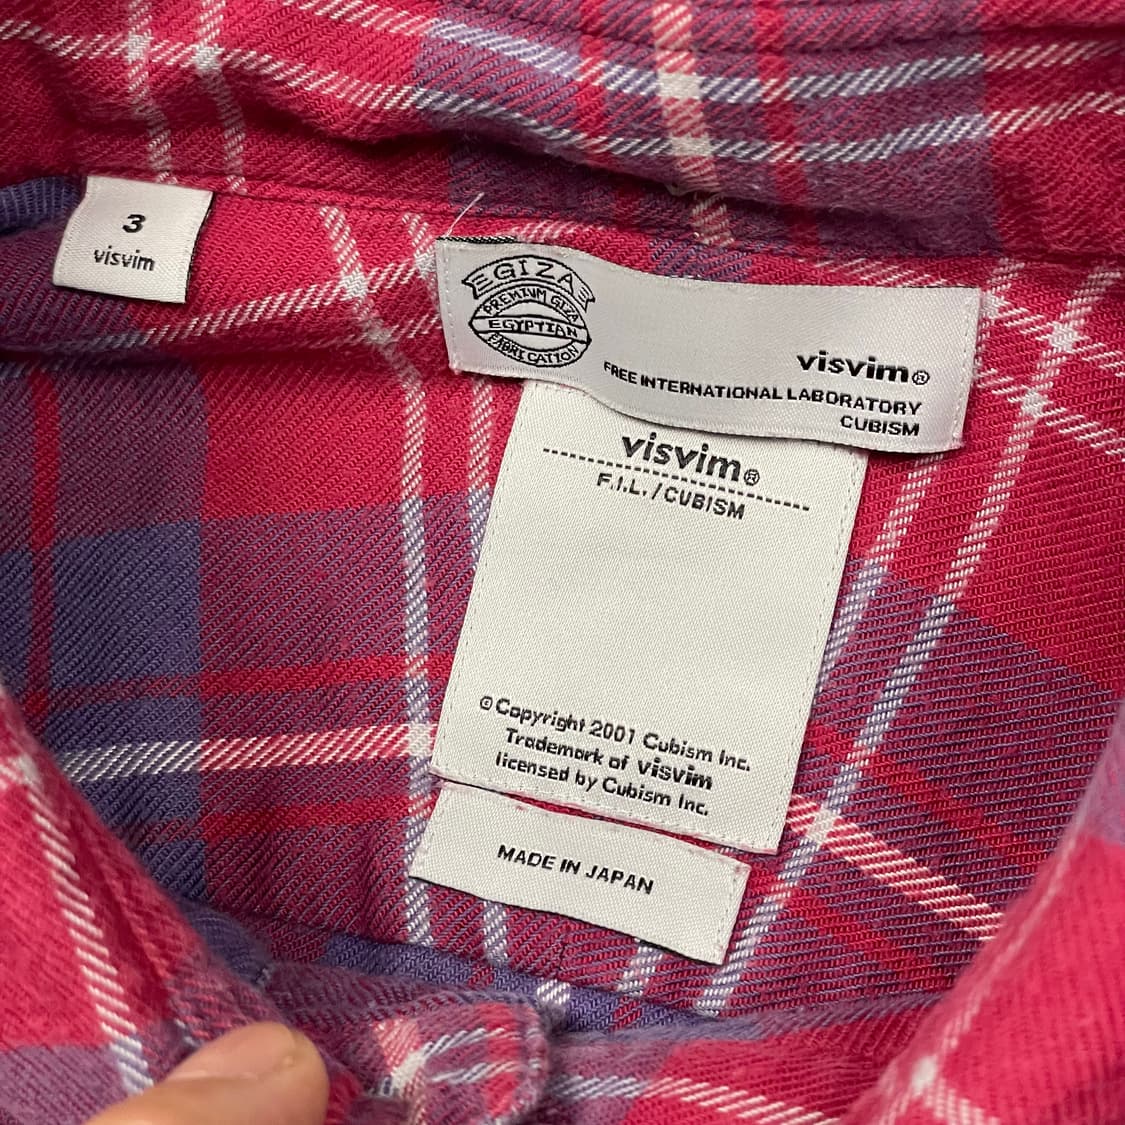 3
visvim
GIZA
PREMIUM GIZA
EGYPTIAN
FABRICATION
visvim®
FREE INTERNATIONAL LABORATORY
CUBISM
visvim®
F.I.L. / CUBISM
© Copyright 2001 Cubism Inc.
Trademark of visvim
licensed by Cubism Inc.
MADE IN JAPAN